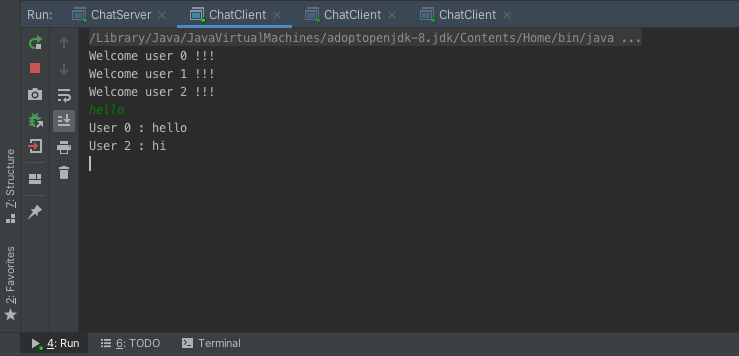 Run: ChatServer ChatClient ChatClient ChatClient
/Library/Java/JavaVirtualMachines/adoptopenjdk-8.jdk/Contents/Home/bin/java ...
Welcome user 0 !!!
Welcome user 1 !!!
Welcome user 2 !!!
hello
User 0 : hello
User 2 : hi
7: Structure
2: Favorites
4: Run 6: TODO Terminal